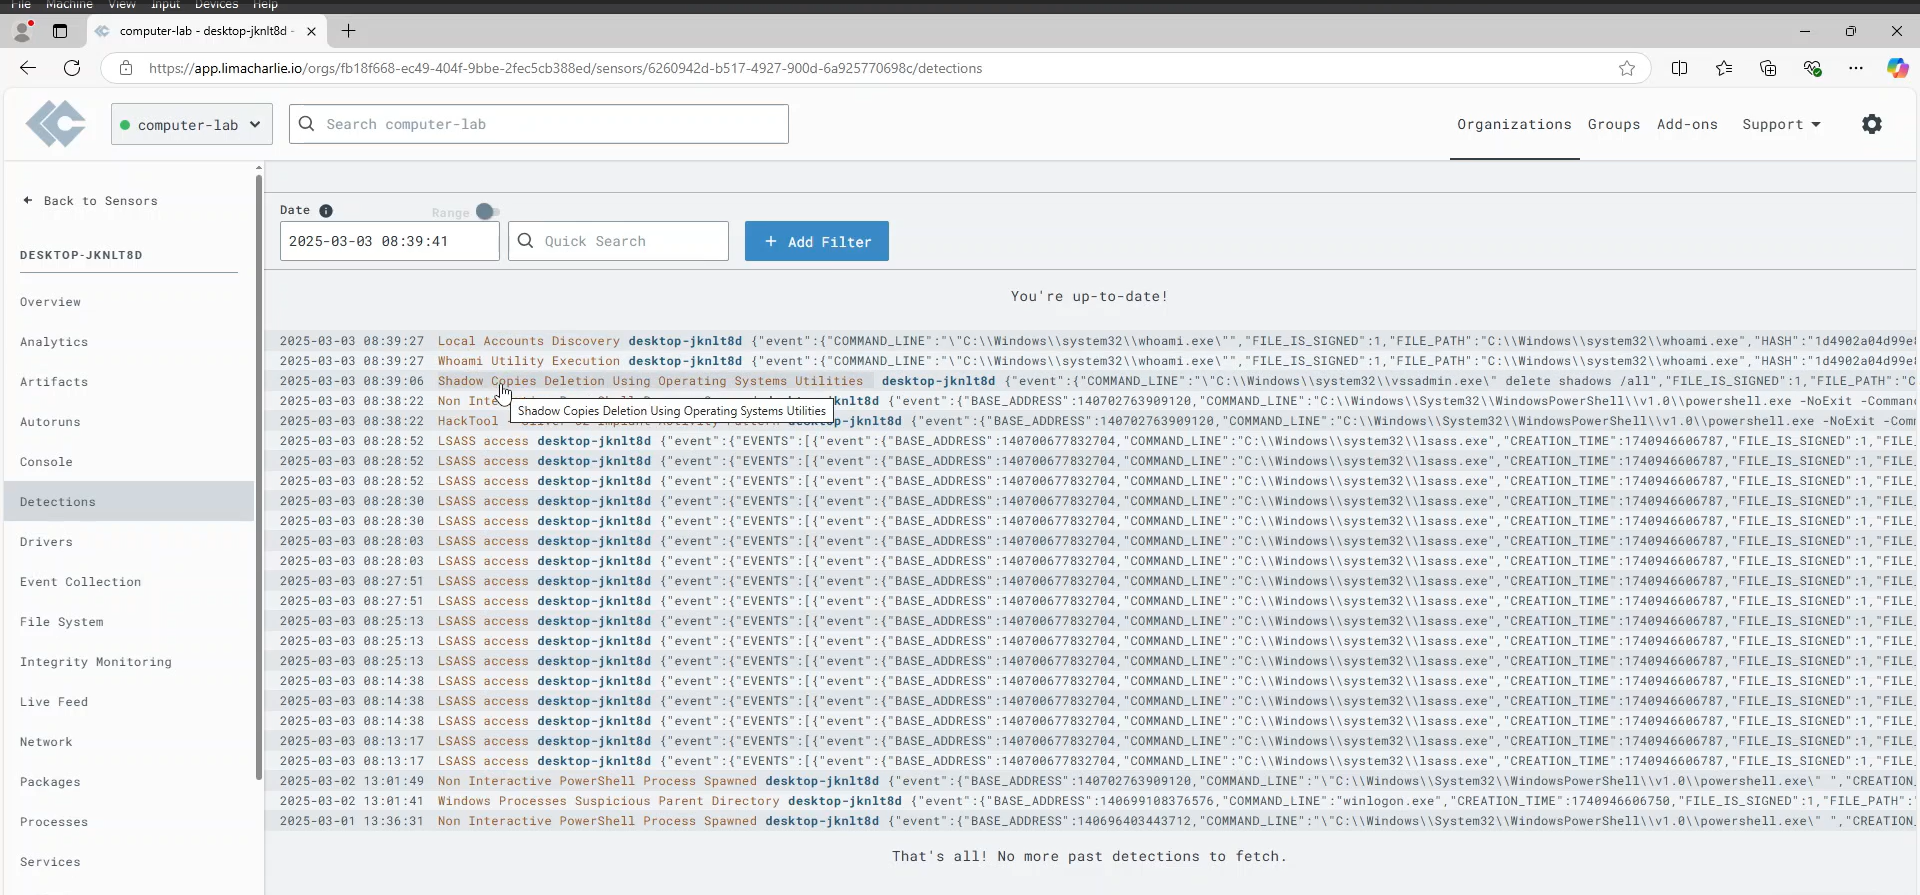 File Machine View Input Devices Help
computer-lab - desktop-jknlt8d -
https://app.limacharlie.io/orgs/fb18f668-ec49-404f-9bbe-2fec5cb388ed/sensors/6260942d-b517-4927-900d-6a925770698c/detections
computer-lab
Search computer-lab
Organizations Groups Add-ons Support
Back to Sensors
DESKTOP-JKNLT8D
Overview
Analytics
Artifacts
Autoruns
Console
Detections
Drivers
Event Collection
File System
Integrity Monitoring
Live Feed
Network
Packages
Processes
Services
Date Range
2025-03-03 08:39:41 Quick Search + Add Filter
You're up-to-date!
2025-03-03 08:39:27 Local Accounts Discovery desktop-jknlt8d {"event":{"COMMAND_LINE":"\"C:\\Windows\\system32\\whoami.exe\"","FILE_IS_SIGNED":1,"FILE_PATH":"C:\\Windows\\system32\\whoami.exe","HASH":"1d4902a04d99e
2025-03-03 08:39:27 Whoami Utility Execution desktop-jknlt8d {"event":{"COMMAND_LINE":"\"C:\\Windows\\system32\\whoami.exe\"","FILE_IS_SIGNED":1,"FILE_PATH":"C:\\Windows\\system32\\whoami.exe","HASH":"1d4902a04d99e
2025-03-03 08:39:06 Shadow Copies Deletion Using Operating Systems Utilities desktop-jknlt8d {"event":{"COMMAND_LINE":"\"C:\\Windows\\system32\\vssadmin.exe\" delete shadows /all","FILE_IS_SIGNED":1,"FILE_PATH":"C
2025-03-03 08:38:22 Non knlt8d {"event":{"BASE_ADDRESS":140702763909120,"COMMAND_LINE":"C:\\Windows\\System32\\WindowsPowerShell\\v1.0\\powershell.exe -NoExit -Comman
Shadow Copies Deletion Using Operating Systems Utilities
2025-03-03 08:38:22 HackTool p-jknlt8d {"event":{"BASE_ADDRESS":140702763909120,"COMMAND_LINE":"C:\\Windows\\System32\\WindowsPowerShell\\v1.0\\powershell.exe -NoExit -Com
2025-03-03 08:28:52 LSASS access desktop-jknlt8d {"event":{"EVENTS":[{"event":{"BASE_ADDRESS":140700677832704,"COMMAND_LINE":"C:\\Windows\\system32\\lsass.exe","CREATION_TIME":1740946606787,"FILE_IS_SIGNED":1,"FILE_
2025-03-03 08:28:52 LSASS access desktop-jknlt8d {"event":{"EVENTS":[{"event":{"BASE_ADDRESS":140700677832704,"COMMAND_LINE":"C:\\Windows\\system32\\lsass.exe","CREATION_TIME":1740946606787,"FILE_IS_SIGNED":1,"FILE_
2025-03-03 08:28:52 LSASS access desktop-jknlt8d {"event":{"EVENTS":[{"event":{"BASE_ADDRESS":140700677832704,"COMMAND_LINE":"C:\\Windows\\system32\\lsass.exe","CREATION_TIME":1740946606787,"FILE_IS_SIGNED":1,"FILE_
2025-03-03 08:28:30 LSASS access desktop-jknlt8d {"event":{"EVENTS":[{"event":{"BASE_ADDRESS":140700677832704,"COMMAND_LINE":"C:\\Windows\\system32\\lsass.exe","CREATION_TIME":1740946606787,"FILE_IS_SIGNED":1,"FILE_
2025-03-03 08:28:30 LSASS access desktop-jknlt8d {"event":{"EVENTS":[{"event":{"BASE_ADDRESS":140700677832704,"COMMAND_LINE":"C:\\Windows\\system32\\lsass.exe","CREATION_TIME":1740946606787,"FILE_IS_SIGNED":1,"FILE_
2025-03-03 08:28:03 LSASS access desktop-jknlt8d {"event":{"EVENTS":[{"event":{"BASE_ADDRESS":140700677832704,"COMMAND_LINE":"C:\\Windows\\system32\\lsass.exe","CREATION_TIME":1740946606787,"FILE_IS_SIGNED":1,"FILE_
2025-03-03 08:28:03 LSASS access desktop-jknlt8d {"event":{"EVENTS":[{"event":{"BASE_ADDRESS":140700677832704,"COMMAND_LINE":"C:\\Windows\\system32\\lsass.exe","CREATION_TIME":1740946606787,"FILE_IS_SIGNED":1,"FILE_
2025-03-03 08:27:51 LSASS access desktop-jknlt8d {"event":{"EVENTS":[{"event":{"BASE_ADDRESS":140700677832704,"COMMAND_LINE":"C:\\Windows\\system32\\lsass.exe","CREATION_TIME":1740946606787,"FILE_IS_SIGNED":1,"FILE_
2025-03-03 08:27:51 LSASS access desktop-jknlt8d {"event":{"EVENTS":[{"event":{"BASE_ADDRESS":140700677832704,"COMMAND_LINE":"C:\\Windows\\system32\\lsass.exe","CREATION_TIME":1740946606787,"FILE_IS_SIGNED":1,"FILE_
2025-03-03 08:25:13 LSASS access desktop-jknlt8d {"event":{"EVENTS":[{"event":{"BASE_ADDRESS":140700677832704,"COMMAND_LINE":"C:\\Windows\\system32\\lsass.exe","CREATION_TIME":1740946606787,"FILE_IS_SIGNED":1,"FILE_
2025-03-03 08:25:13 LSASS access desktop-jknlt8d {"event":{"EVENTS":[{"event":{"BASE_ADDRESS":140700677832704,"COMMAND_LINE":"C:\\Windows\\system32\\lsass.exe","CREATION_TIME":1740946606787,"FILE_IS_SIGNED":1,"FILE_
2025-03-03 08:25:13 LSASS access desktop-jknlt8d {"event":{"EVENTS":[{"event":{"BASE_ADDRESS":140700677832704,"COMMAND_LINE":"C:\\Windows\\system32\\lsass.exe","CREATION_TIME":1740946606787,"FILE_IS_SIGNED":1,"FILE_
2025-03-03 08:14:38 LSASS access desktop-jknlt8d {"event":{"EVENTS":[{"event":{"BASE_ADDRESS":140700677832704,"COMMAND_LINE":"C:\\Windows\\system32\\lsass.exe","CREATION_TIME":1740946606787,"FILE_IS_SIGNED":1,"FILE_
2025-03-03 08:14:38 LSASS access desktop-jknlt8d {"event":{"EVENTS":[{"event":{"BASE_ADDRESS":140700677832704,"COMMAND_LINE":"C:\\Windows\\system32\\lsass.exe","CREATION_TIME":1740946606787,"FILE_IS_SIGNED":1,"FILE_
2025-03-03 08:14:38 LSASS access desktop-jknlt8d {"event":{"EVENTS":[{"event":{"BASE_ADDRESS":140700677832704,"COMMAND_LINE":"C:\\Windows\\system32\\lsass.exe","CREATION_TIME":1740946606787,"FILE_IS_SIGNED":1,"FILE_
2025-03-03 08:13:17 LSASS access desktop-jknlt8d {"event":{"EVENTS":[{"event":{"BASE_ADDRESS":140700677832704,"COMMAND_LINE":"C:\\Windows\\system32\\lsass.exe","CREATION_TIME":1740946606787,"FILE_IS_SIGNED":1,"FILE_
2025-03-03 08:13:17 LSASS access desktop-jknlt8d {"event":{"EVENTS":[{"event":{"BASE_ADDRESS":140700677832704,"COMMAND_LINE":"C:\\Windows\\system32\\lsass.exe","CREATION_TIME":1740946606787,"FILE_IS_SIGNED":1,"FILE_
2025-03-02 13:01:49 Non Interactive PowerShell Process Spawned desktop-jknlt8d {"event":{"BASE_ADDRESS":140702763909120,"COMMAND_LINE":"\"C:\\Windows\\System32\\WindowsPowerShell\\v1.0\\powershell.exe\" ","CREATION
2025-03-02 13:01:41 Windows Processes Suspicious Parent Directory desktop-jknlt8d {"event":{"BASE_ADDRESS":140699108376576,"COMMAND_LINE":"winlogon.exe","CREATION_TIME":1740946606750,"FILE_IS_SIGNED":1,"FILE_PATH":"
2025-03-01 13:36:31 Non Interactive PowerShell Process Spawned desktop-jknlt8d {"event":{"BASE_ADDRESS":140696403443712,"COMMAND_LINE":"\"C:\\Windows\\System32\\WindowsPowerShell\\v1.0\\powershell.exe\" ","CREATION
That's all! No more past detections to fetch.